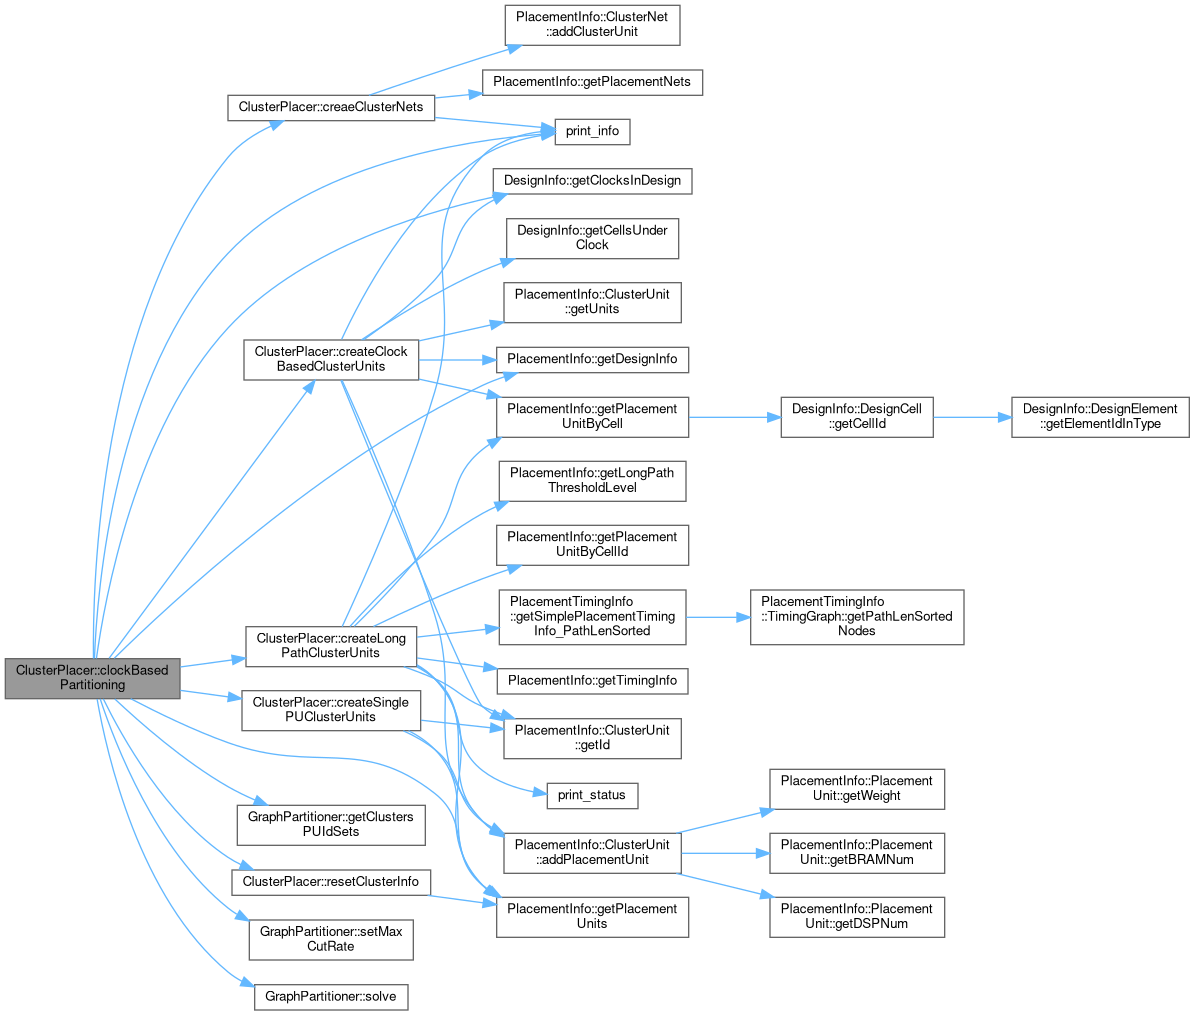 PlacementInfo::ClusterNet
::addClusterUnit
PlacementInfo::getPlacementNets
ClusterPlacer::creaeClusterNets
print_info
DesignInfo::getClocksInDesign
DesignInfo::getCellsUnder
Clock
PlacementInfo::ClusterUnit
::getUnits
ClusterPlacer::createClock
BasedClusterUnits
PlacementInfo::getDesignInfo
PlacementInfo::getPlacement
UnitByCell
DesignInfo::DesignCell
::getCellId
DesignInfo::DesignElement
::getElementIdInType
PlacementInfo::getLongPath
ThresholdLevel
PlacementInfo::getPlacement
UnitByCellId
PlacementTimingInfo
::getSimplePlacementTiming
Info_PathLenSorted
PlacementTimingInfo
::TimingGraph::getPathLenSorted
Nodes
ClusterPlacer::createLong
PathClusterUnits
ClusterPlacer::clockBased
Partitioning
PlacementInfo::getTimingInfo
ClusterPlacer::createSingle
PUClusterUnits
PlacementInfo::ClusterUnit
::getId
print_status
PlacementInfo::Placement
Unit::getWeight
GraphPartitioner::getClusters
PUIdSets
PlacementInfo::ClusterUnit
::addPlacementUnit
PlacementInfo::Placement
Unit::getBRAMNum
ClusterPlacer::resetClusterInfo
PlacementInfo::getPlacement
Units
PlacementInfo::Placement
Unit::getDSPNum
GraphPartitioner::setMax
CutRate
GraphPartitioner::solve